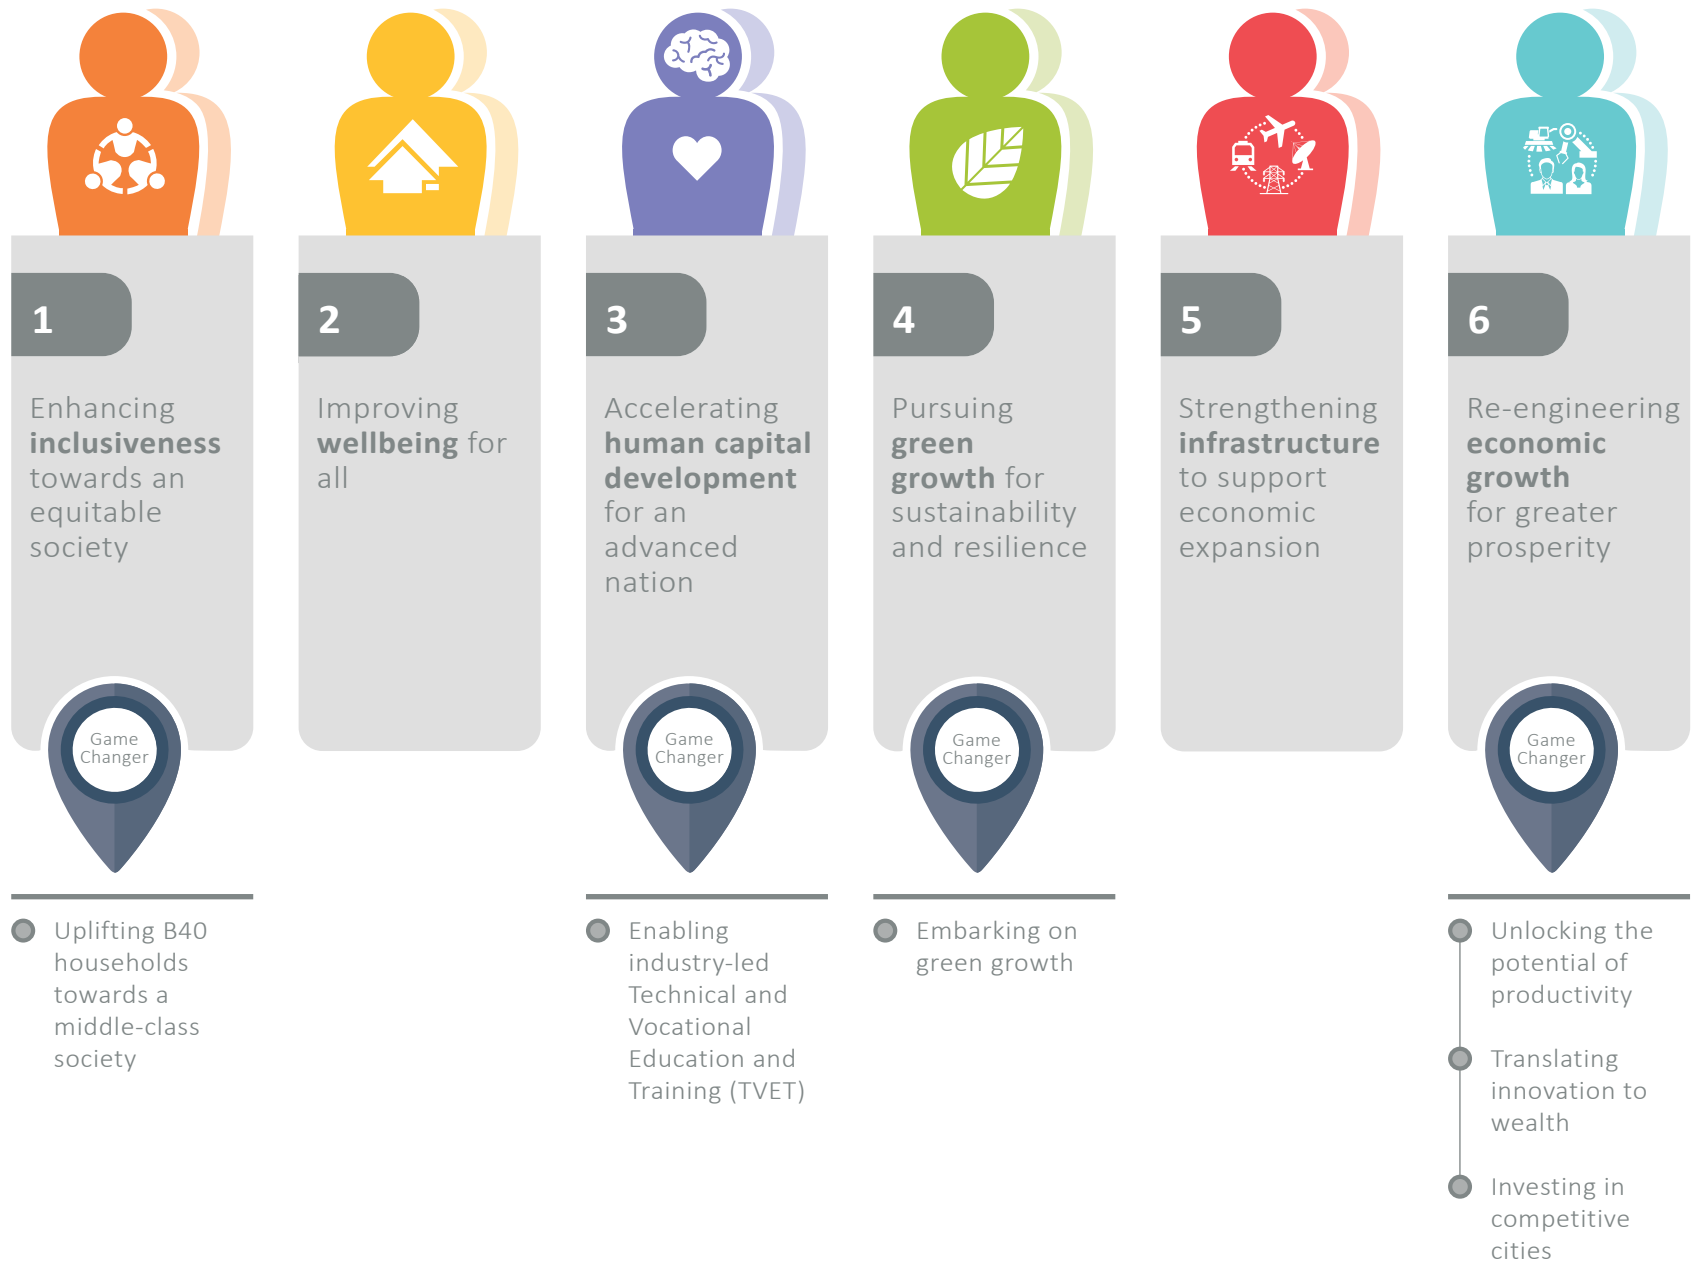 1
Enhancing
inclusiveness
towards an
equitable
society
2
Improving
wellbeing for
all
3
Accelerating
human capital
development
for an
advanced
nation
4
Pursuing
green
growth for
sustainability
and resilience
5
Strengthening
infrastructure
to support
economic
expansion
6
Re-engineering
economic
growth
for greater
prosperity
Game
Changer
Uplifting B40
households
towards a
middle-class
society
Game
Changer
Enabling
industry-led
Technical and
Vocational
Education and
Training (TVET)
Game
Changer
Embarking on
green growth
Game
Changer
Unlocking the
potential of
productivity
Translating
innovation to
wealth
Investing in
competitive
cities